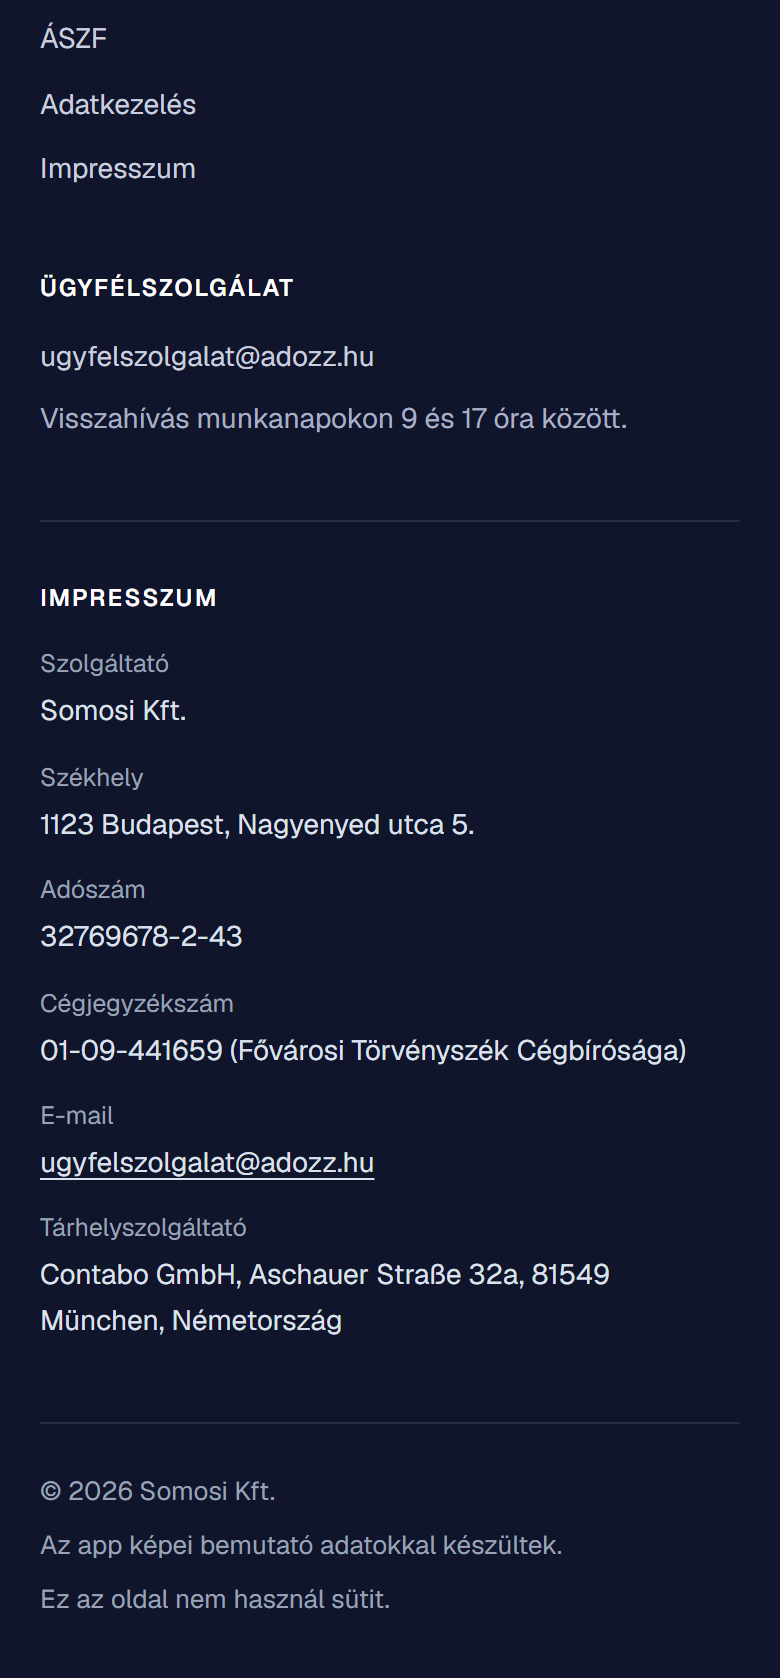 ÁSZF
Adatkezelés
Impresszum
ÜGYFÉLSZOLGÁLAT
ugyfelszolgalat@adozz.hu
Visszahívás munkanapokon 9 és 17 óra között.
IMPRESSZUM
Szolgáltató
Somosi Kft.
Székhely
1123 Budapest, Nagyenyed utca 5.
Adószám
32769678-2-43
Cégjegyzékszám
01-09-441659 (Fővárosi Törvényszék Cégbírósága)
E-mail
ugyfelszolgalat@adozz.hu
Tárhelyszolgáltató
Contabo GmbH, Aschauer Straße 32a, 81549
München, Németország
© 2026 Somosi Kft.
Az app képei bemutató adatokkal készültek.
Ez az oldal nem használ sütit.